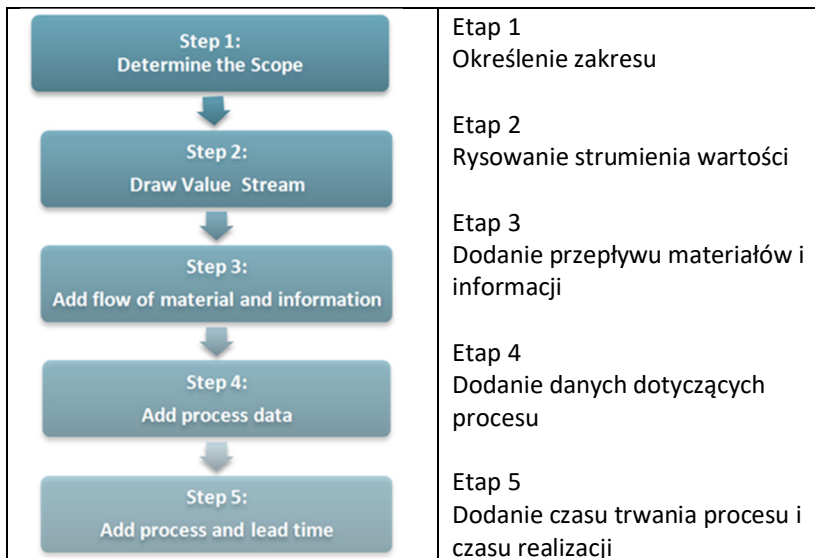 Step 1:
Determine the Scope
Step 2:
Draw Value Stream
Step 3:
Add flow of material and information
Step 4:
Add process data
Step 5:
Add process and lead time
Etap 1
Określenie zakresu
Etap 2
Rysowanie strumienia wartości
Etap 3
Dodanie przepływu materiałów i
informacji
Etap 4
Dodanie danych dotyczących
procesu
Etap 5
Dodanie czasu trwania procesu i
czasu realizacji